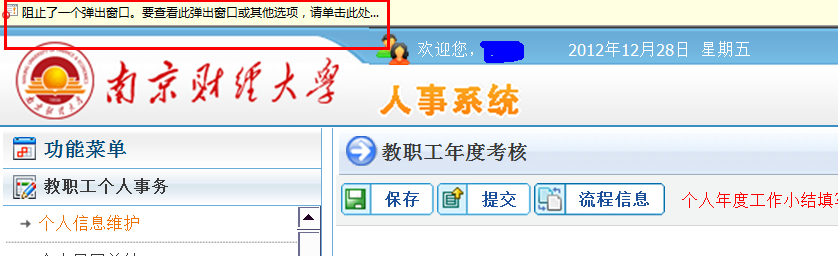 阻止了一个弹出窗口。要查看此弹出窗口或其他选项，请单击此处...
欢迎您，
2012年12月28日 星期五
南京财经大学
人事系统
功能菜单
教职工年度考核
教职工个人事务
保存
提交
流程信息
个人年度工作小结填
个人信息维护